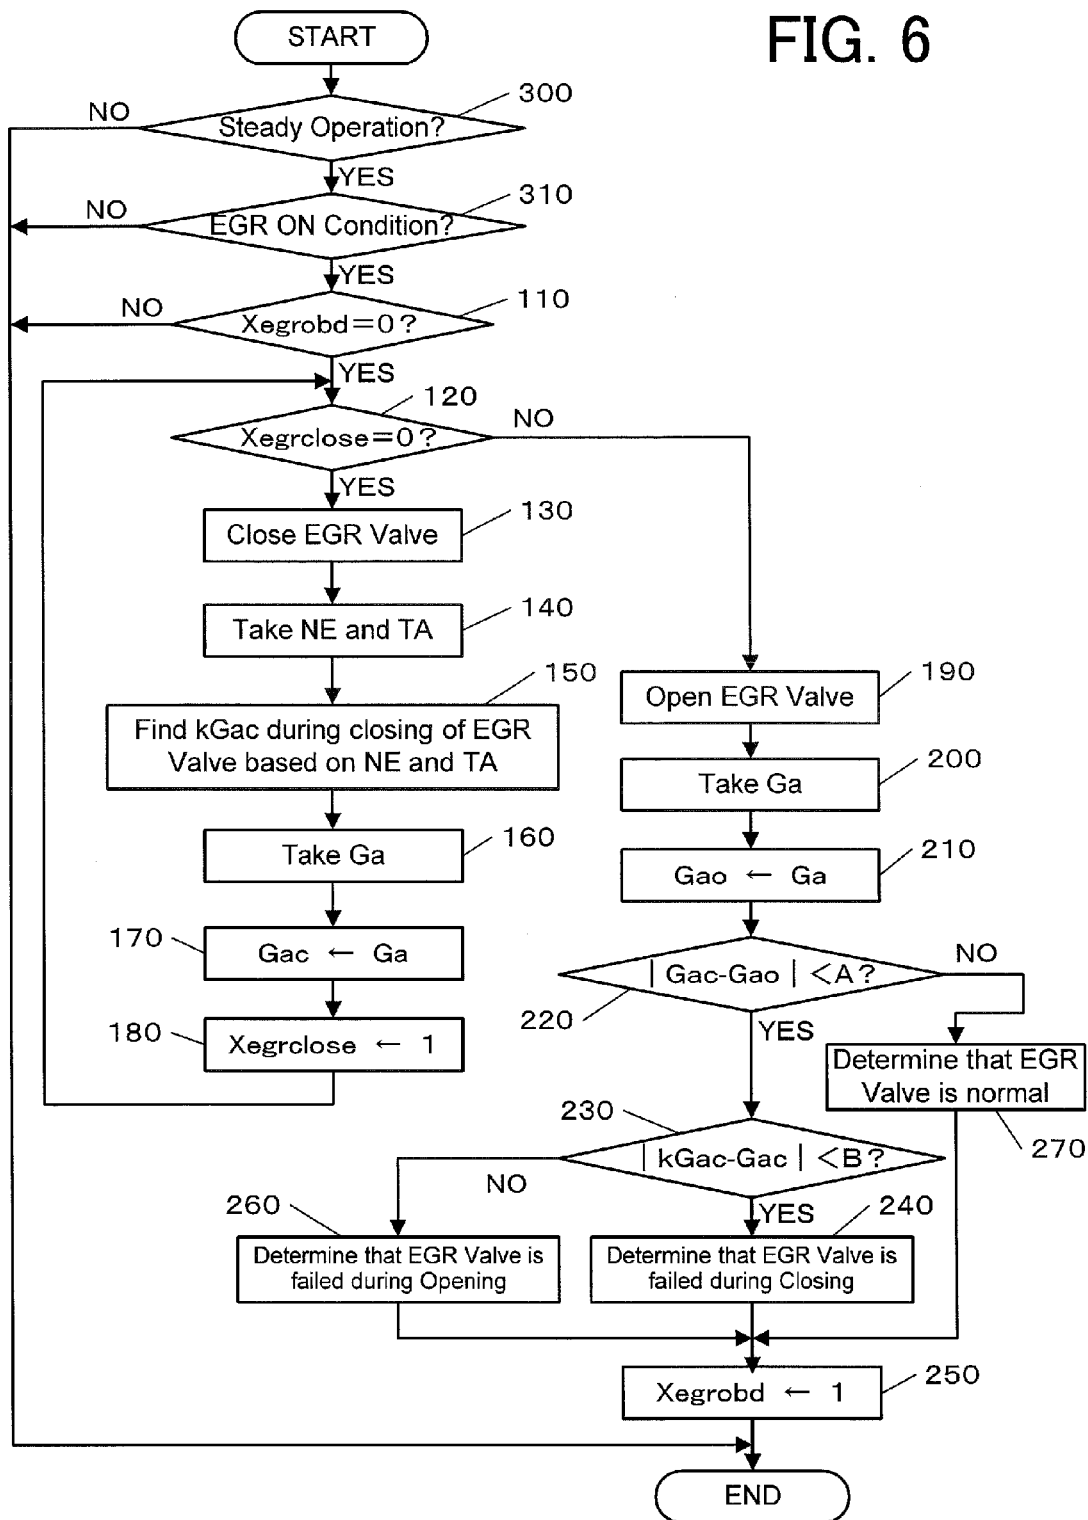 FIG. 6
START
300
NO
Steady Operation?
YES
310
NO
EGR ON Condition?
YES
110
NO
Xegrobd=0?
YES
120
NO
Xegrclose=0?
YES
130
Close EGR Valve
140
Take NE and TA
150
Find kGac during closing of EGR
Valve based on NE and TA
160
Take Ga
170
Gac ← Ga
180
Xegrclose ← 1
190
Open EGR Valve
200
Take Ga
210
Gao ← Ga
NO
| Gac-Gao | <A?
220
YES
Determine that EGR
Valve is normal
270
230
| kGac-Gac | <B?
NO
YES
260
Determine that EGR Valve is
failed during Opening
240
Determine that EGR Valve is
failed during Closing
250
Xegrobd ← 1
END